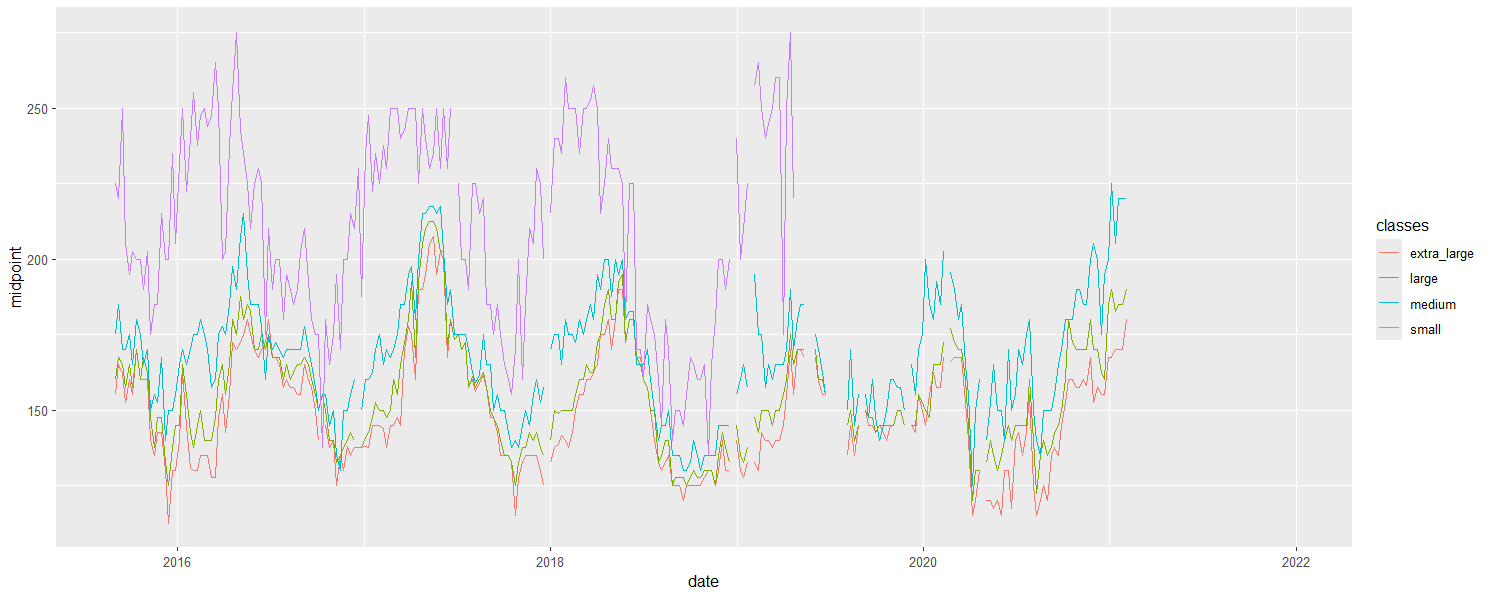 250
200
150
midpoint
2016
2018
2020
2022
date
classes
extra_large
large
medium
small